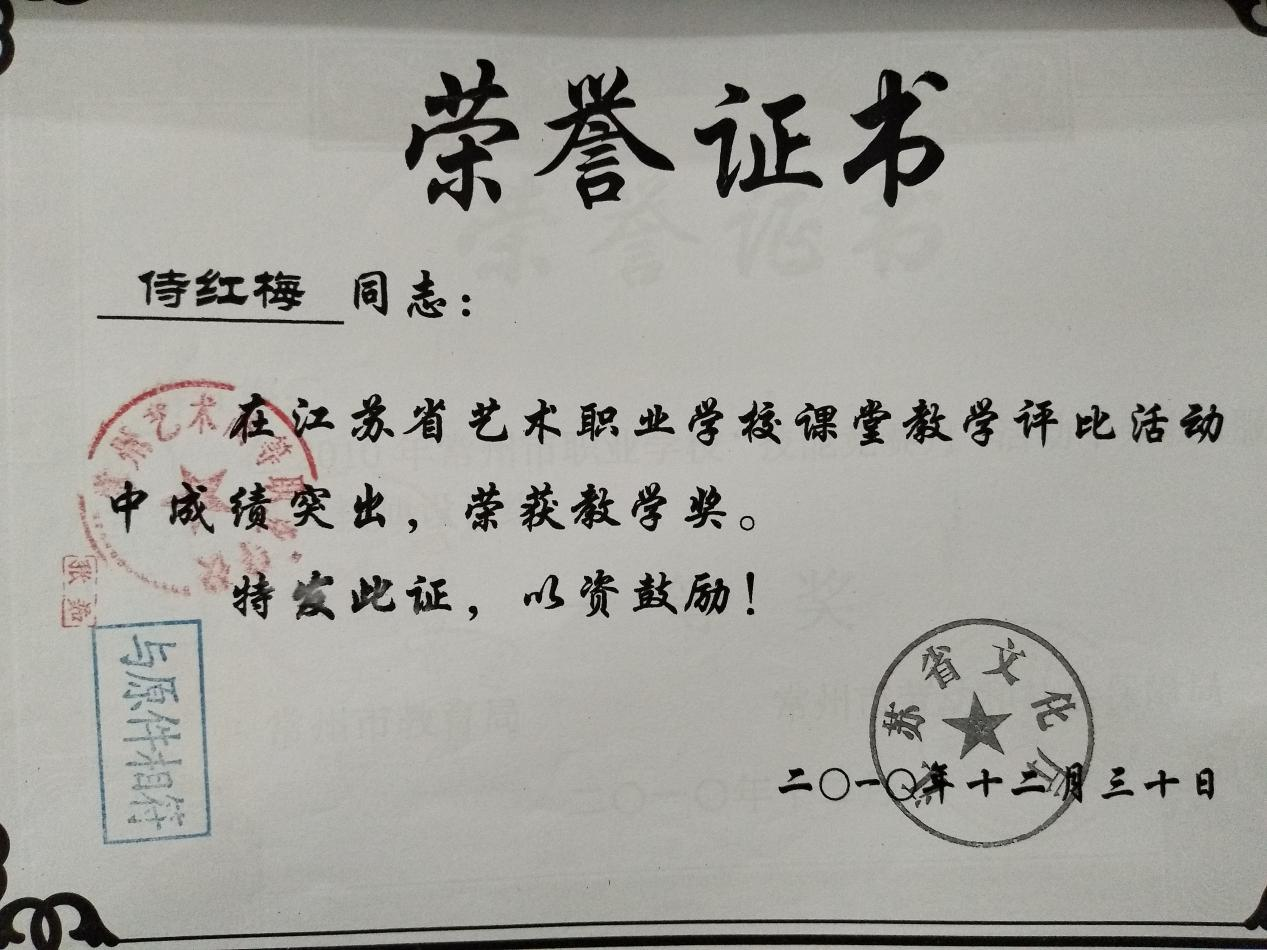 荣誉证书
侍红梅 同志：
在江苏省艺术职业学校课堂教学评比活动
中成绩突出，荣获教学奖。
特发此证，以资鼓励！
与原件相符
江苏省文化厅
二〇一〇年十二月三十日